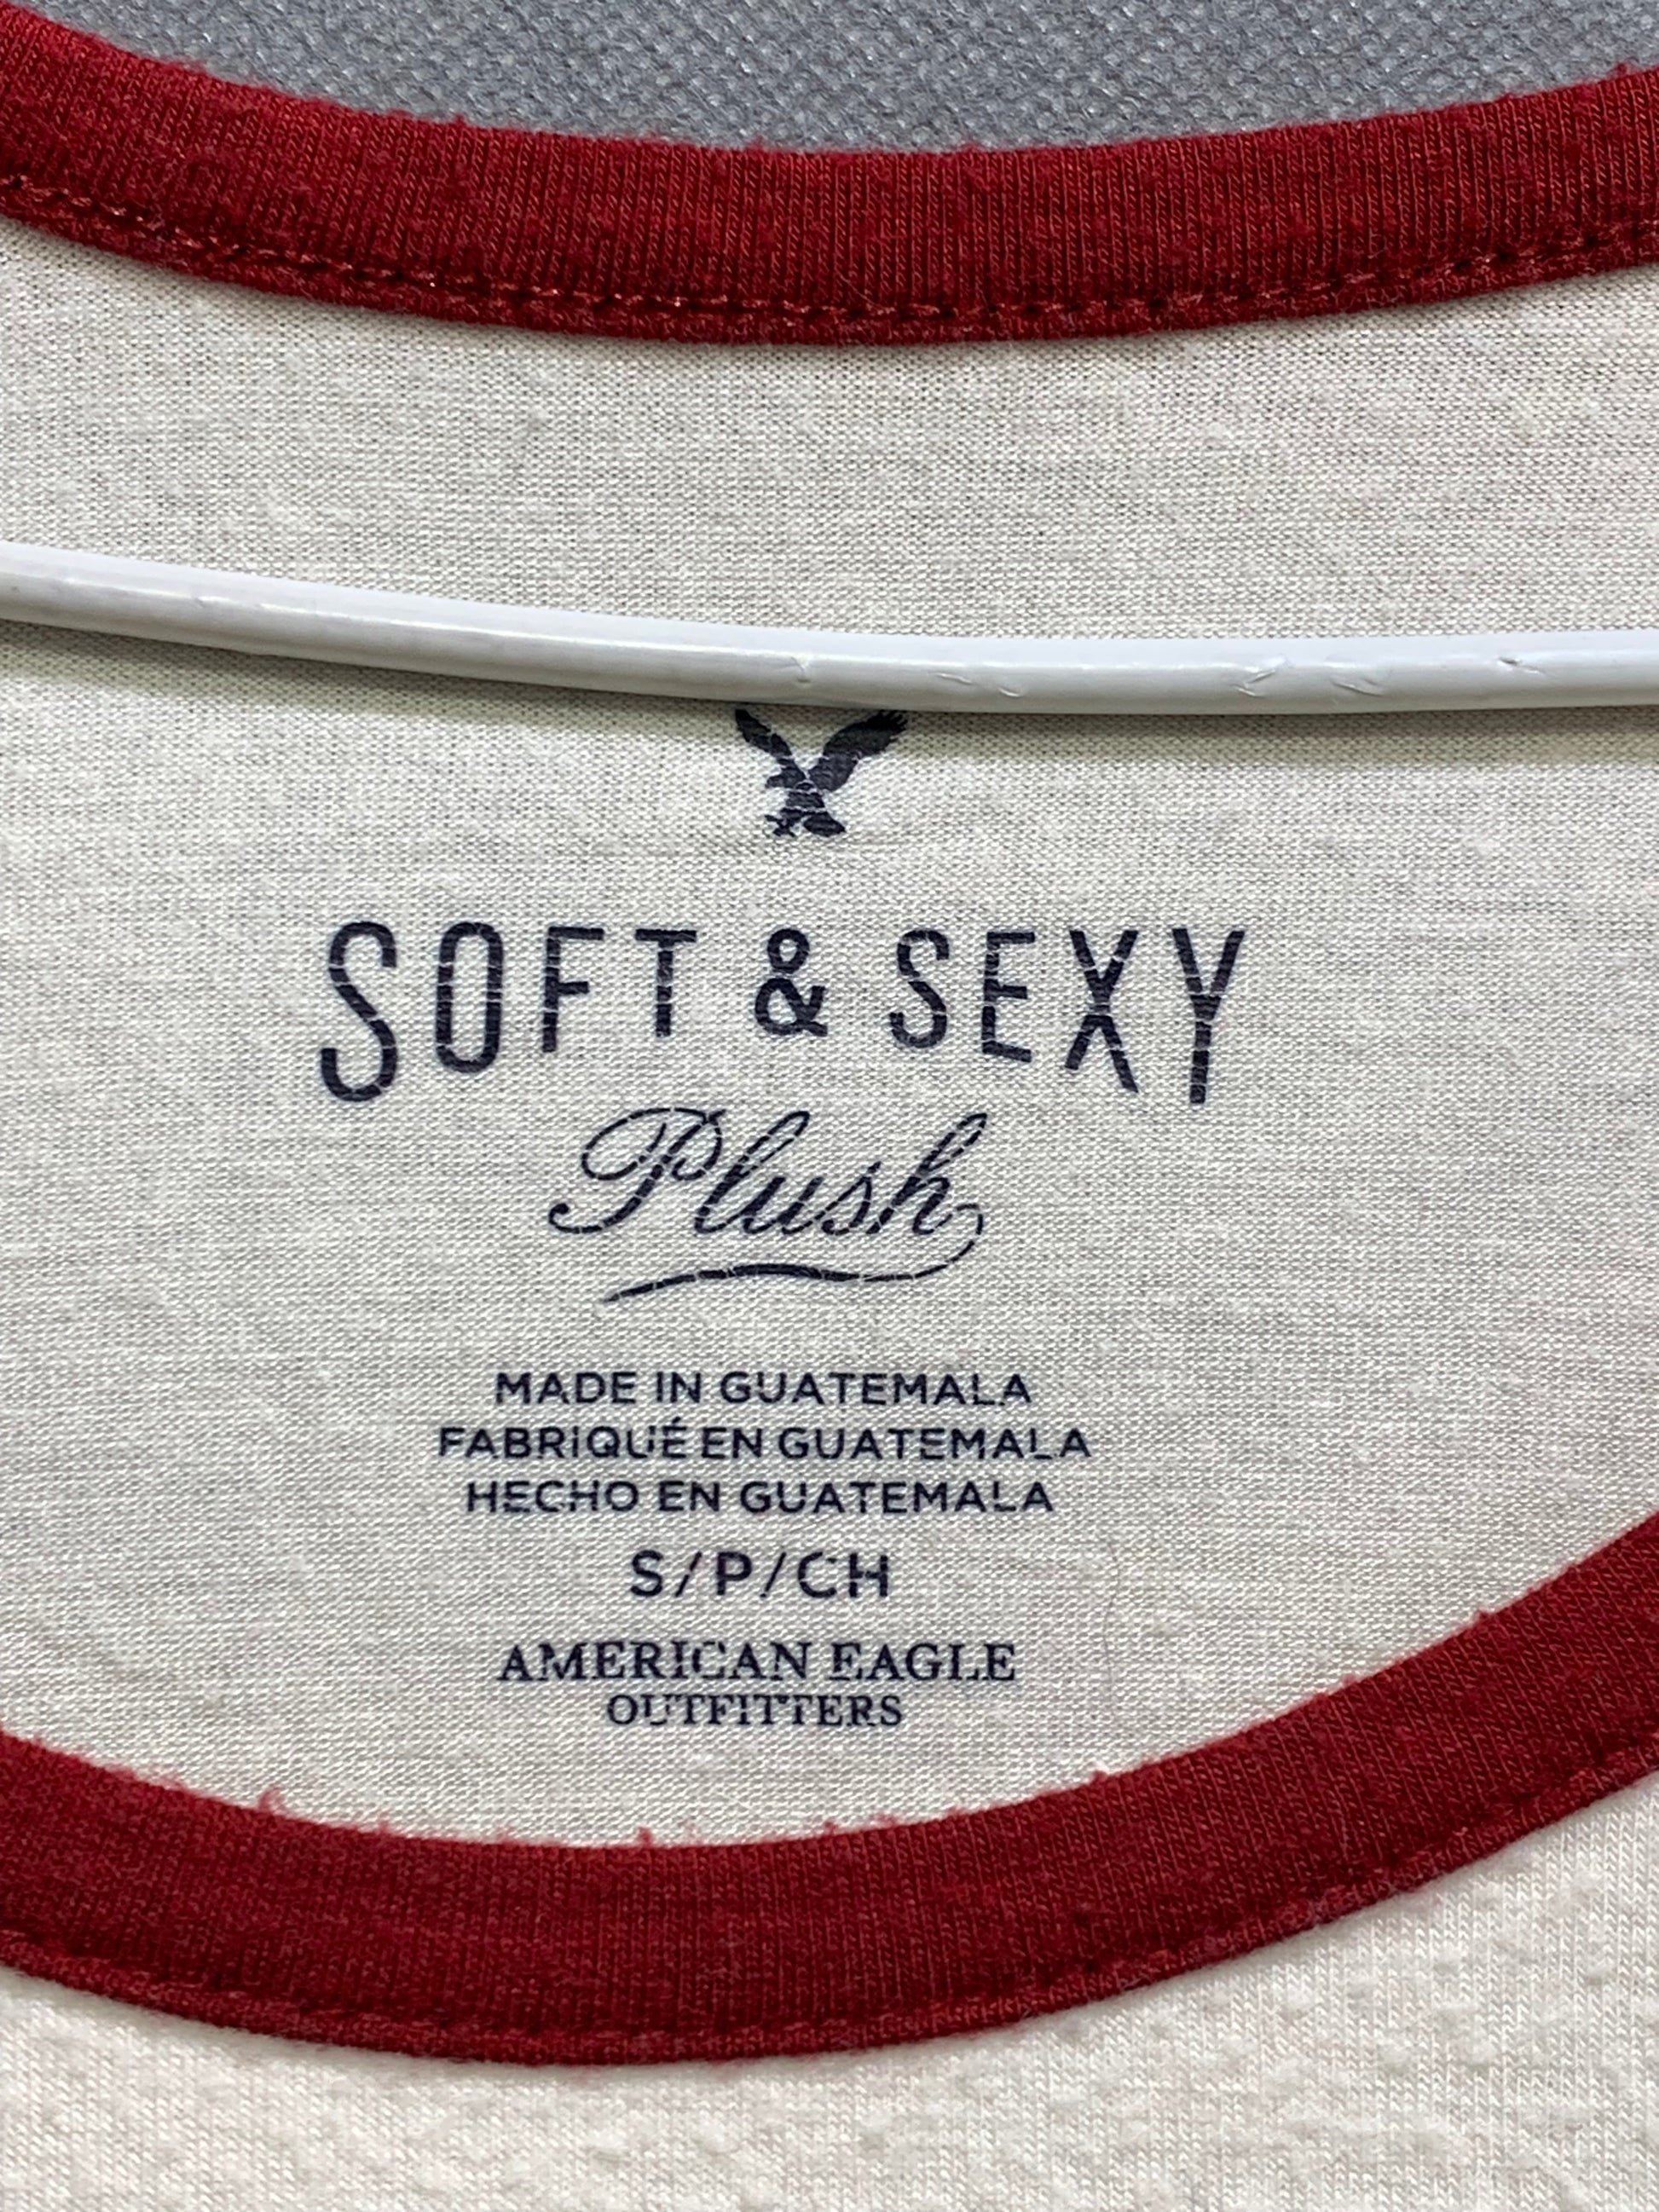 SOFT & SEXY
Plush
MADE IN GUATEMALA
FABRIQUÉ EN GUATEMALA
HECHO EN GUATEMALA
S/P/CH
AMERICAN EAGLE
OUTFITTERS